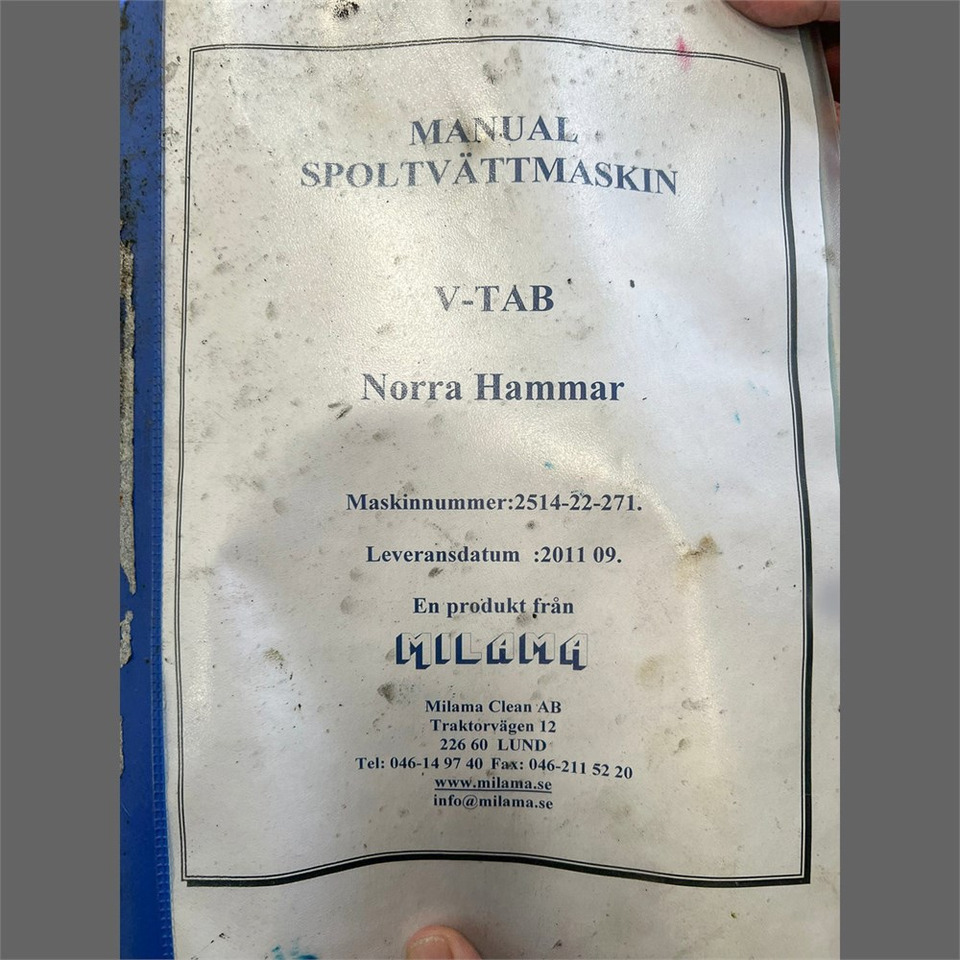 MANUAL
SPOLTVÄTTMASKIN
V-TAB
Norra Hammar
Maskinnummer:2514-22-271.
Leveransdatum :2011 09.
En produkt från
MILAMA
Milama Clean AB
Traktorvägen 12
226 60 LUND
Tel: 046-14 97 40 Fax: 046-211 52 20
www.milama.se
info@milama.se